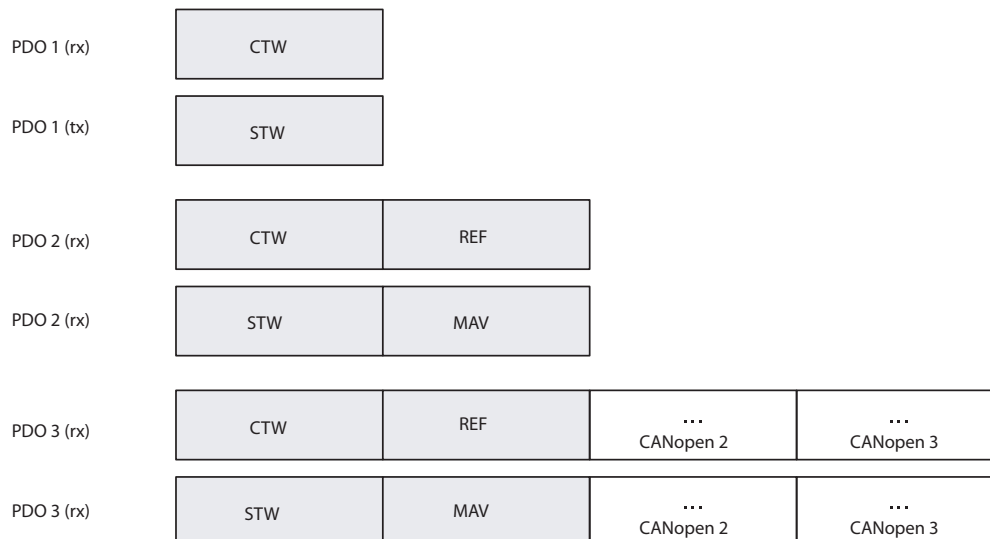 PDO 1 (rx) CTW
PDO 1 (tx) STW
PDO 2 (rx) CTW REF
PDO 2 (rx) STW MAV
PDO 3 (rx) CTW REF ... CANopen 2 ... CANopen 3
PDO 3 (rx) STW MAV ... CANopen 2 ... CANopen 3